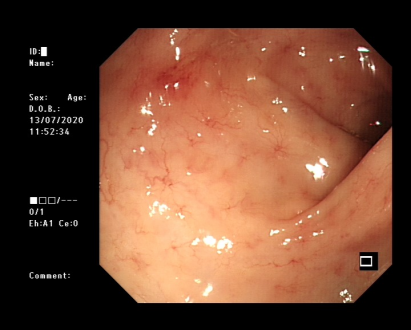 ID:
Name:
Sex: Age:
D.O.B.:
13/07/2020
11:52:34
■□□/---
0/1
Eh:A1 Ce:0
Comment: